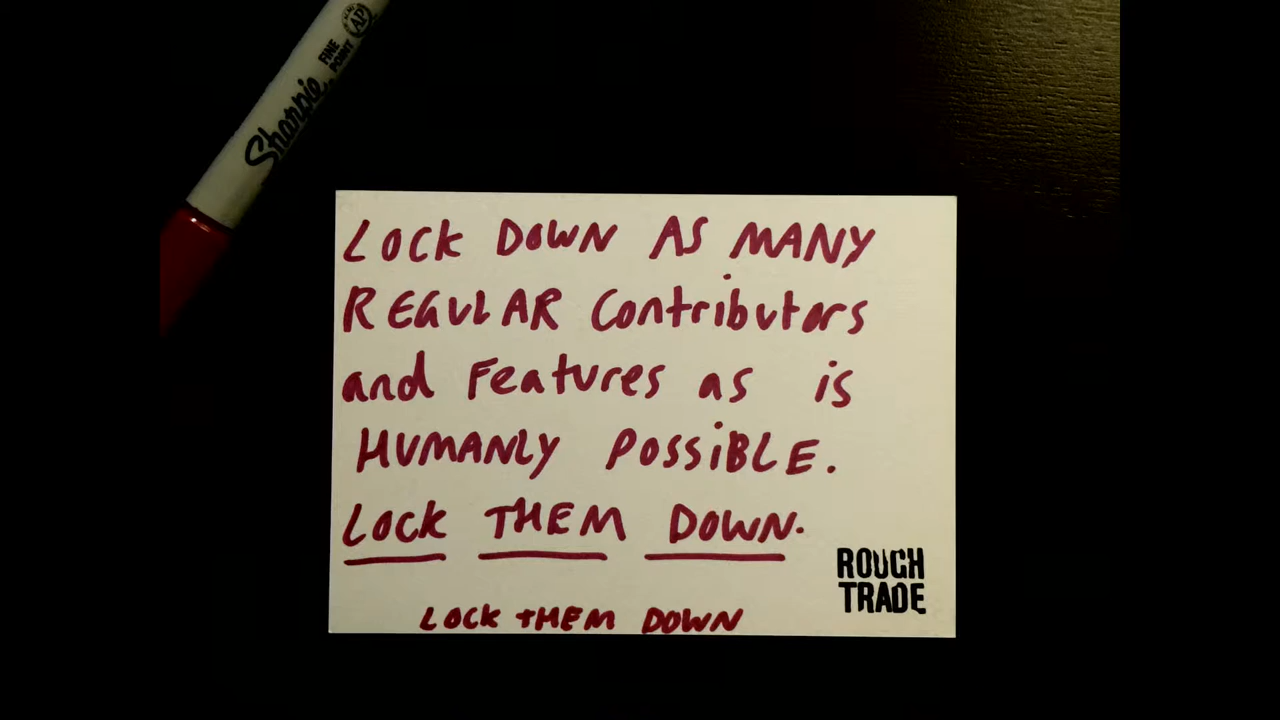 Sharpie
FINE
POINT
AP
LOCK DOWN AS MANY
REGULAR Contributors
and Features as is
HUMANLY POSSIBLE.
LOCK THEM DOWN.
ROUGH
TRADE
LOCK THEM DOWN